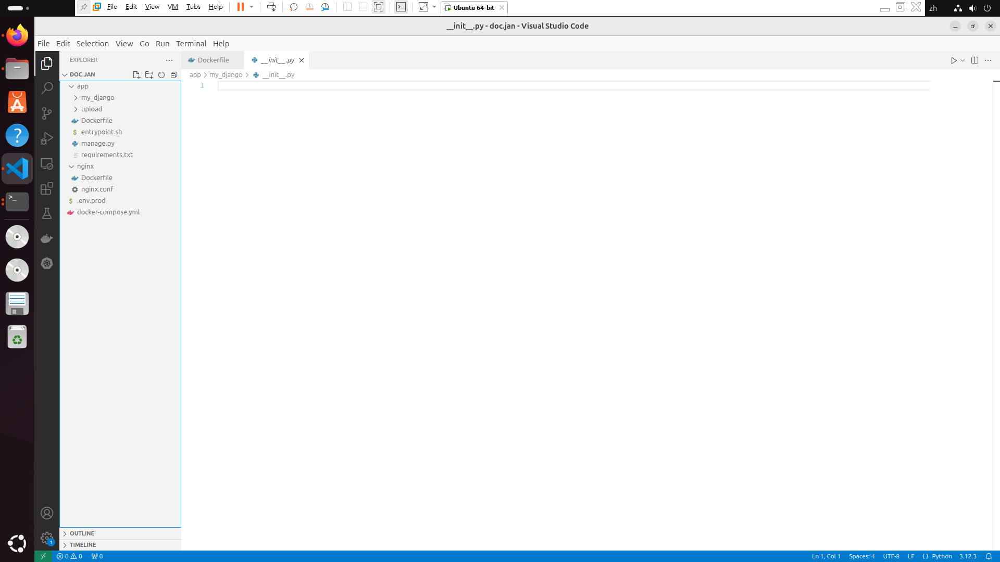 File Edit View VM Tabs Help
Ubuntu 64-bit
zh
__init__.py - doc.jan - Visual Studio Code
File Edit Selection View Go Run Terminal Help
EXPLORER
Dockerfile
__init__.py
DOC.JAN
app > my_django > __init__.py
1
app
my_django
upload
Dockerfile
entrypoint.sh
manage.py
requirements.txt
nginx
Dockerfile
nginx.conf
.env.prod
docker-compose.yml
OUTLINE
1
TIMELINE
0 0 0
Ln 1, Col 1 Spaces: 4 UTF-8 LF {} Python 3.12.3